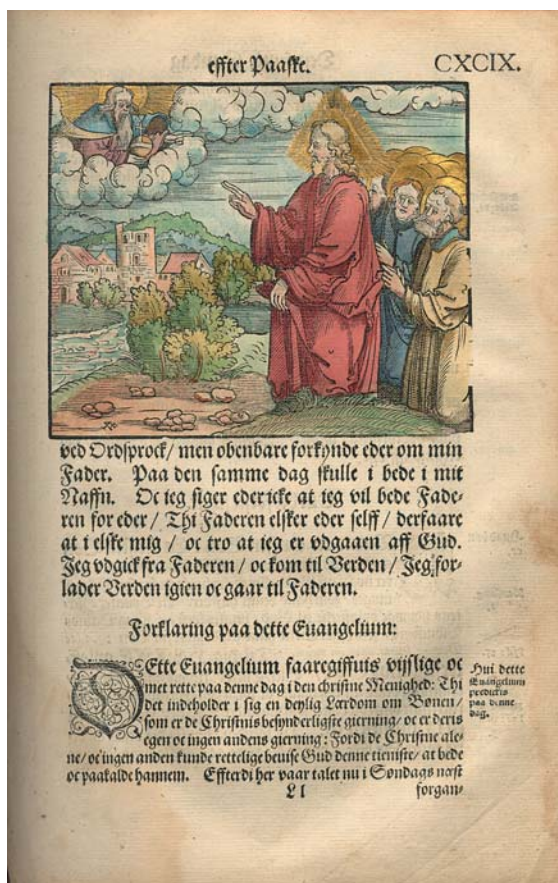 effter Paaske.
CXCIX.
ved Ordsprock/ men obenbare forkynde eder om min
Fader. Paa den samme dag skulle i bede i mit
Naffn. Oc ieg siger eder icke at ieg vil bede Fade-
ren for eder / Thi Faderen elsker eder selff / derfaare
at i elske mig / oc tro at ieg er vdgaaen aff Gud.
Jeg vdgick fra Faderen / oc kom til Verden / Jeg for-
lader Verden igien oc gaar til Faderen.
Forklaring paa dette Euangelium:
DEtte Euangelium faaregiffuis vijslige oc
met rette paa denne dag i den christne Menighed: Thi
det indeholder i sig en deylig Lærdom om Bønen/
som er de Christnis besynderligste gierning/ oc er deris
egen oc ingen andens gierning: Fordi de Christne ale-
ne/ oc ingen anden kunde rettelige beuise Gud denne tieniste/ at bede
oc paakalde hannem. Effterdi her vaar talet nu i Søndags næst
Hui dette
Euangelium
predickis
paa denne
dag.
Ll
forgan-